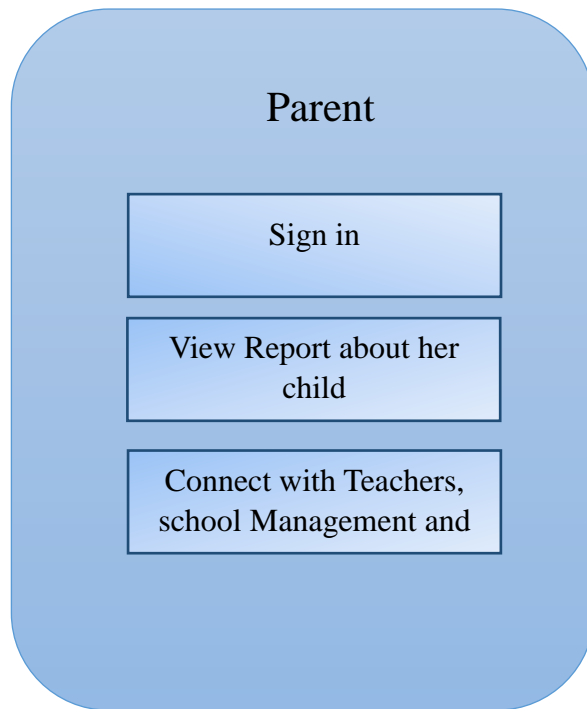 Parent
Sign in
View Report about her
child
Connect with Teachers,
school Management and